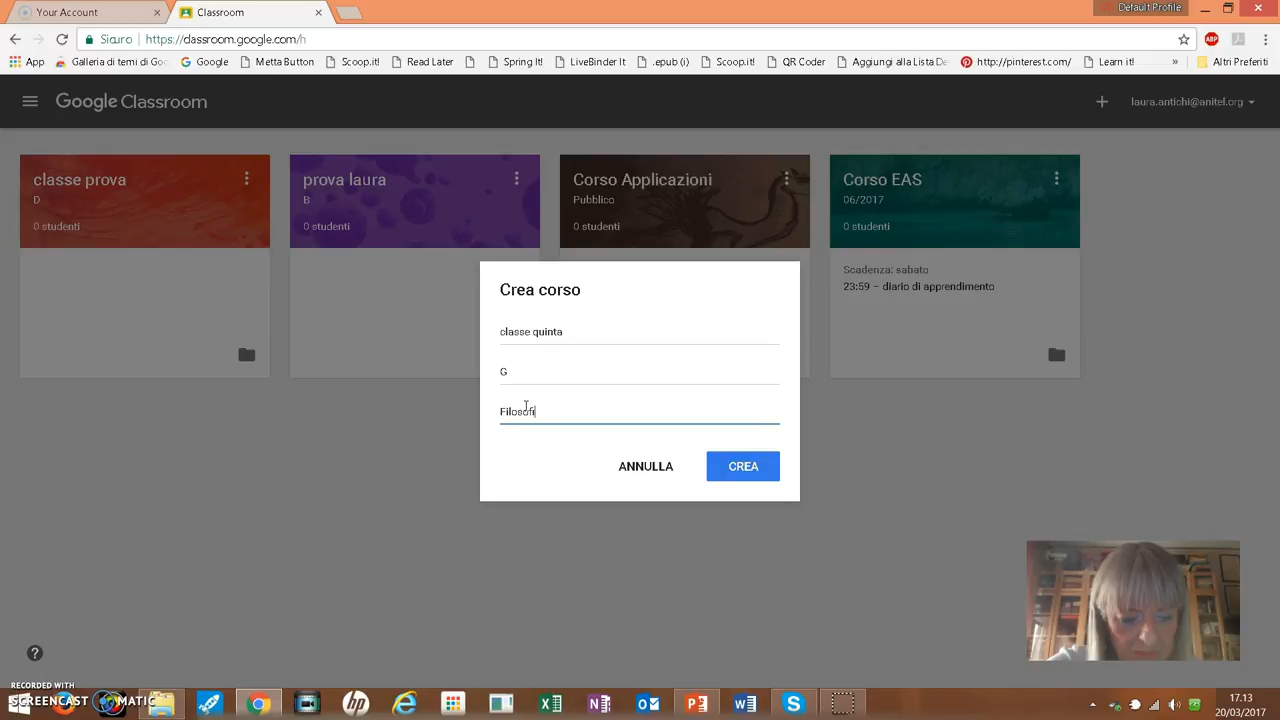 Your Account
Classroom
Default Profile
Sicuro
https://classroom.google.com/h
App
Galleria di temi di Go
Google
Metta Button
Scoop.it!
Read Later
Spring It!
LiveBinder It
.epub (i)
Scoop.it!
QR Coder
Aggiungi alla Lista De
http://pinterest.com/
Learn it!
»
Altri Preferiti
Google Classroom
laura.antichi@anitel.org
classe prova
D
0 studenti
prova laura
B
0 studenti
Corso Applicazioni
Pubblico
0 studenti
Corso EAS
06/2017
0 studenti
Scadenza: sabato
23:59 – diario di apprendimento
Crea corso
classe quinta
G
Filosofi
ANNULLA
CREA
RECORDED WITH
SCREENCAST
MATIC
17.13
20/03/2017